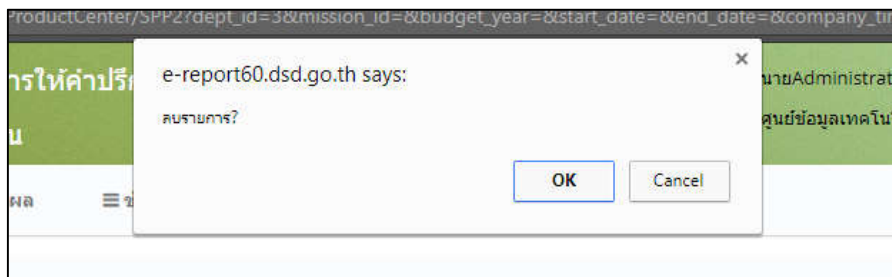 ProductCenter/SPP2?dept_id=3&mission_id=&budget_year=&start_date=&end_date=&company_
ารให้คำปรึก
น
e-report60.dsd.go.th says:
×
ลบรายการ?
OK
Cancel
นายAdministrat
ศูนย์ข้อมูลเทคโน
ผล